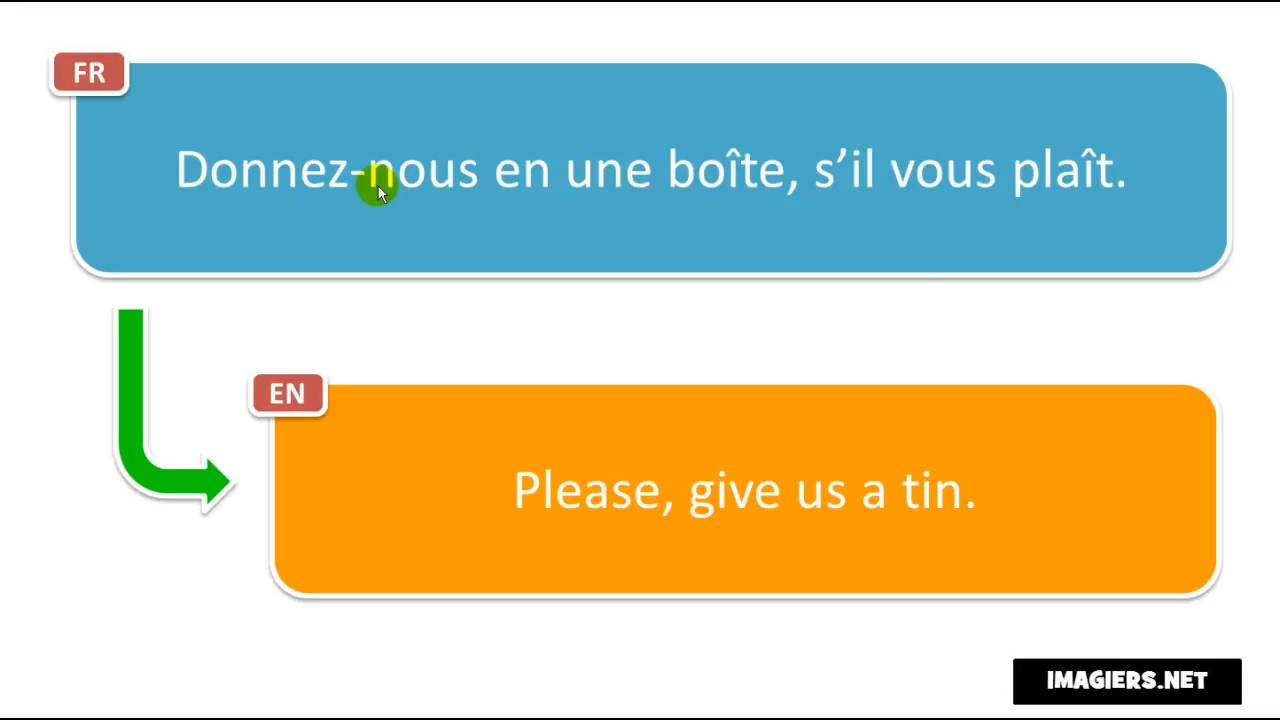 FR
Donnez-nous en une boîte, s’il vous plaît.
EN
Please, give us a tin.
IMAGIERS.NET